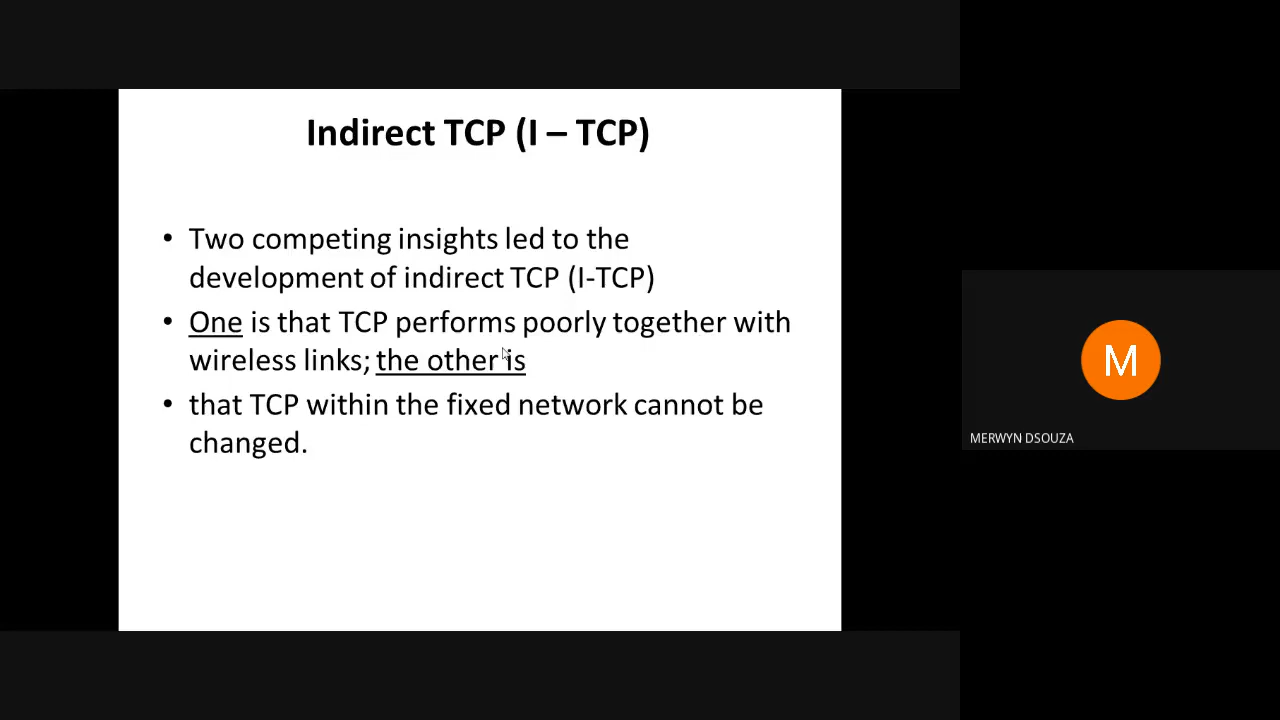 Indirect TCP (I – TCP)
• Two competing insights led to the
development of indirect TCP (I-TCP)
• One is that TCP performs poorly together with
wireless links; the other is
• that TCP within the fixed network cannot be
changed.
M
MERWYN DSOUZA